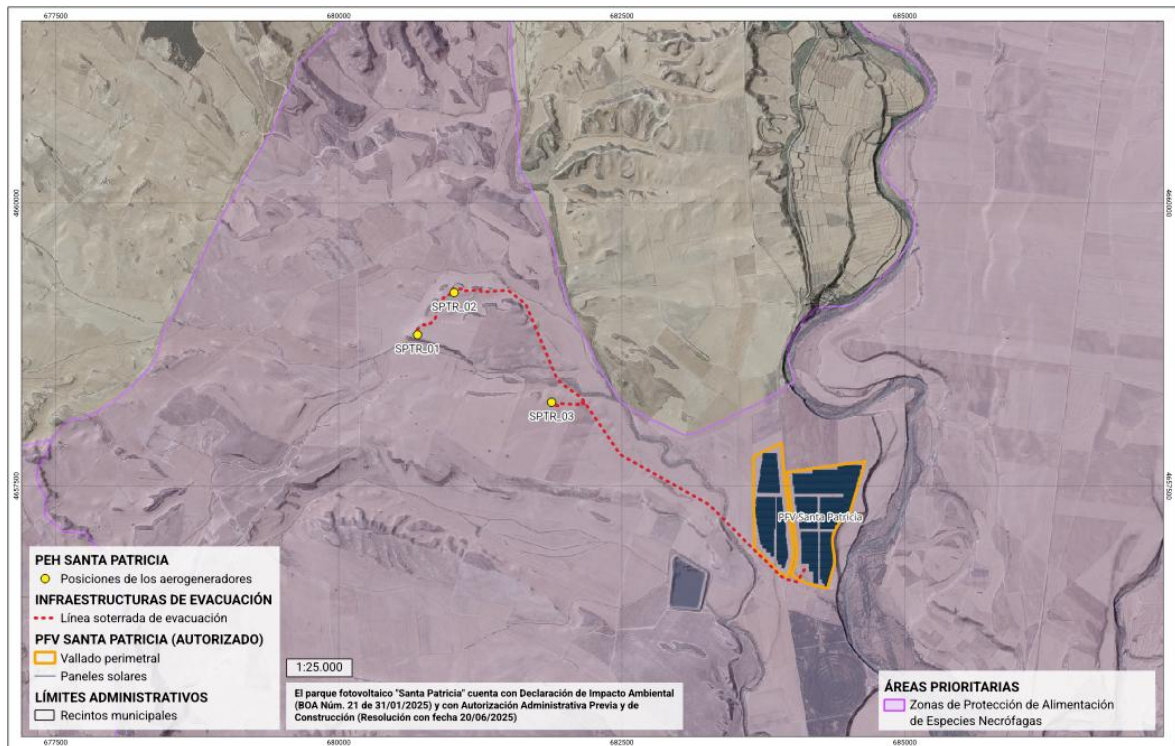 677500
680000
682500
685000
4660000
4660000
SPTR_02
SPTR_01
SPTR_03
4657500
4657500
PFV Santa Patricia
PEH SANTA PATRICIA
Posiciones de los aerogeneradores
INFRAESTRUCTURAS DE EVACUACIÓN
Línea soterrada de evacuación
PFV SANTA PATRICIA (AUTORIZADO)
Vallado perimetral
Paneles solares
LÍMITES ADMINISTRATIVOS
Recintos municipales
1:25.000
El parque fotovoltaico "Santa Patricia" cuenta con Declaración de Impacto Ambiental
(BOA Núm. 21 de 31/01/2025) y con Autorización Administrativa Previa y de
Construcción (Resolución con fecha 20/06/2025)
ÁREAS PRIORITARIAS
Zonas de Protección de Alimentación
de Especies Necrófagas
677500
680000
682500
685000